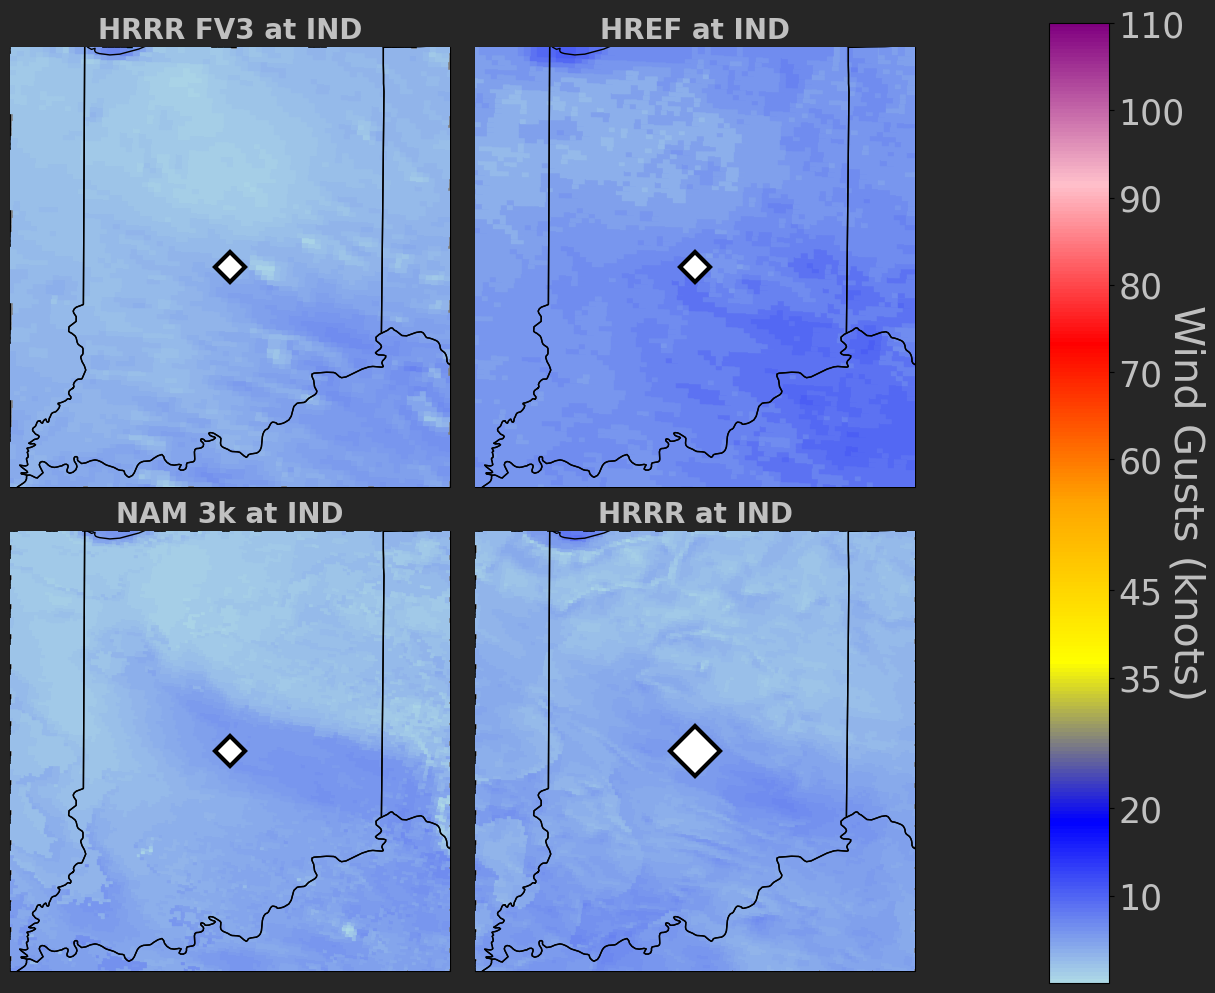 HRRR FV3 at IND
HREF at IND
NAM 3k at IND
HRRR at IND
110
100
90
80
70
60
45
35
20
10
Wind Gusts (knots)